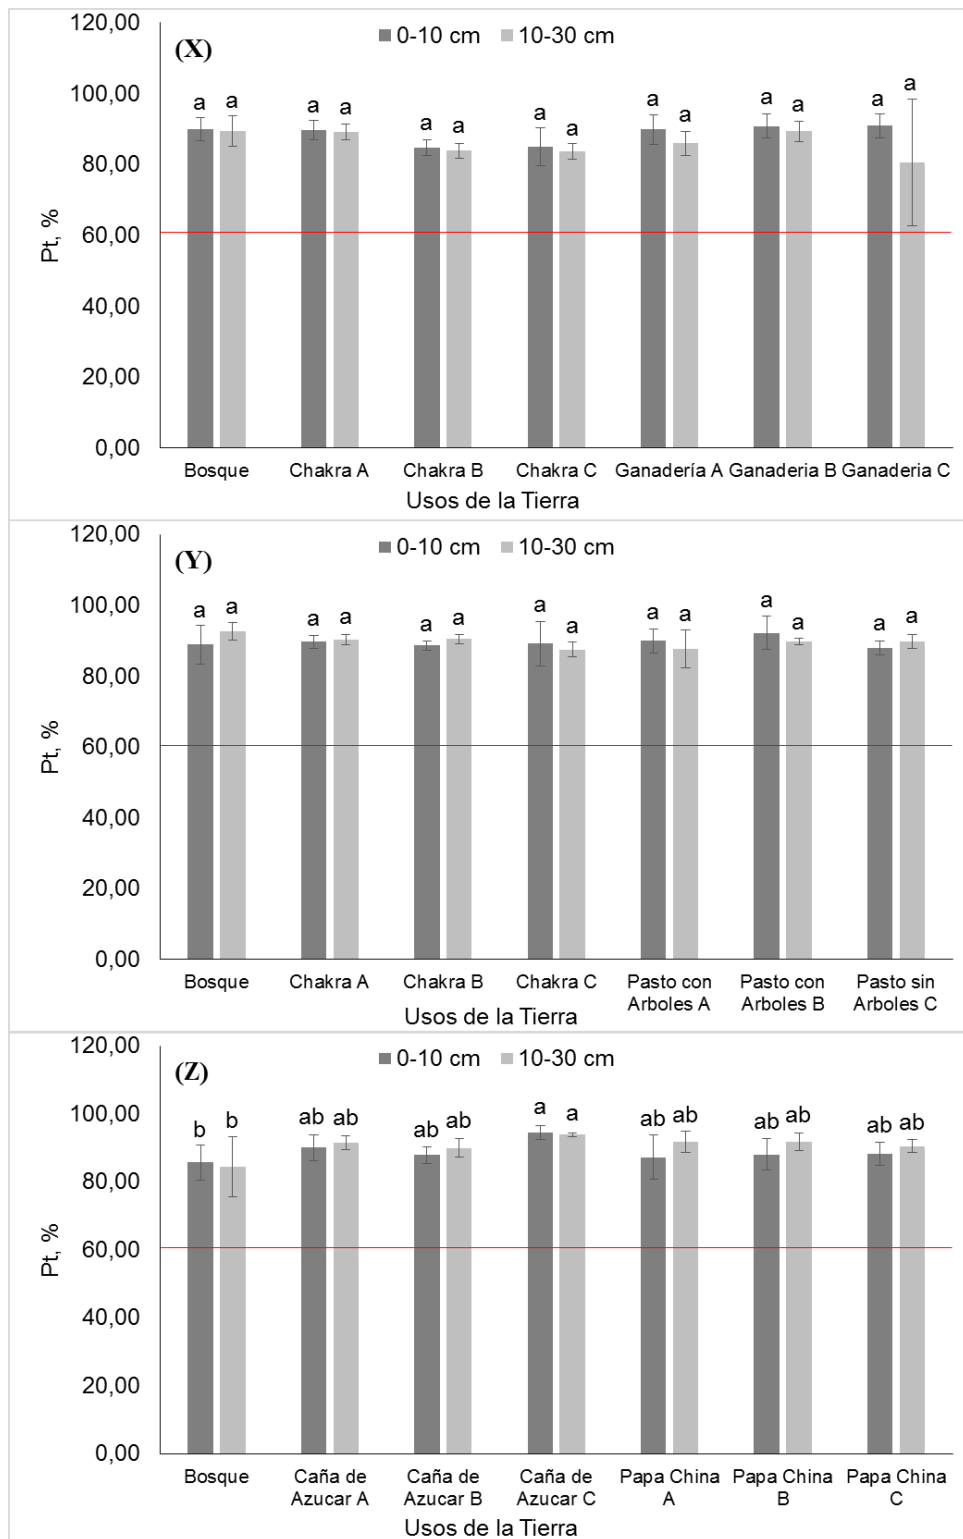 120,00
0-10 cm 10-30 cm
(X)
100,00
a a a a a a a a a a a a a a
80,00
60,00
Pt, %
40,00
20,00
0,00
Bosque Chakra A Chakra B Chakra C Ganadería A Ganaderia B Ganaderia C
Usos de la Tierra
120,00
0-10 cm 10-30 cm
(Y)
100,00
a a a a a a a a a a a a a a
80,00
60,00
Pt, %
40,00
20,00
0,00
Bosque Chakra A Chakra B Chakra C Pasto con Pasto con Pasto sin
Arboles A Arboles B Arboles C
Usos de la Tierra
120,00
0-10 cm 10-30 cm
(Z)
100,00
b b ab ab ab ab a a ab ab ab ab ab ab
80,00
60,00
Pt, %
40,00
20,00
0,00
Bosque Caña de Caña de Caña de Papa China Papa China Papa China
Azucar A Azucar B Azucar C A B C
Usos de la Tierra